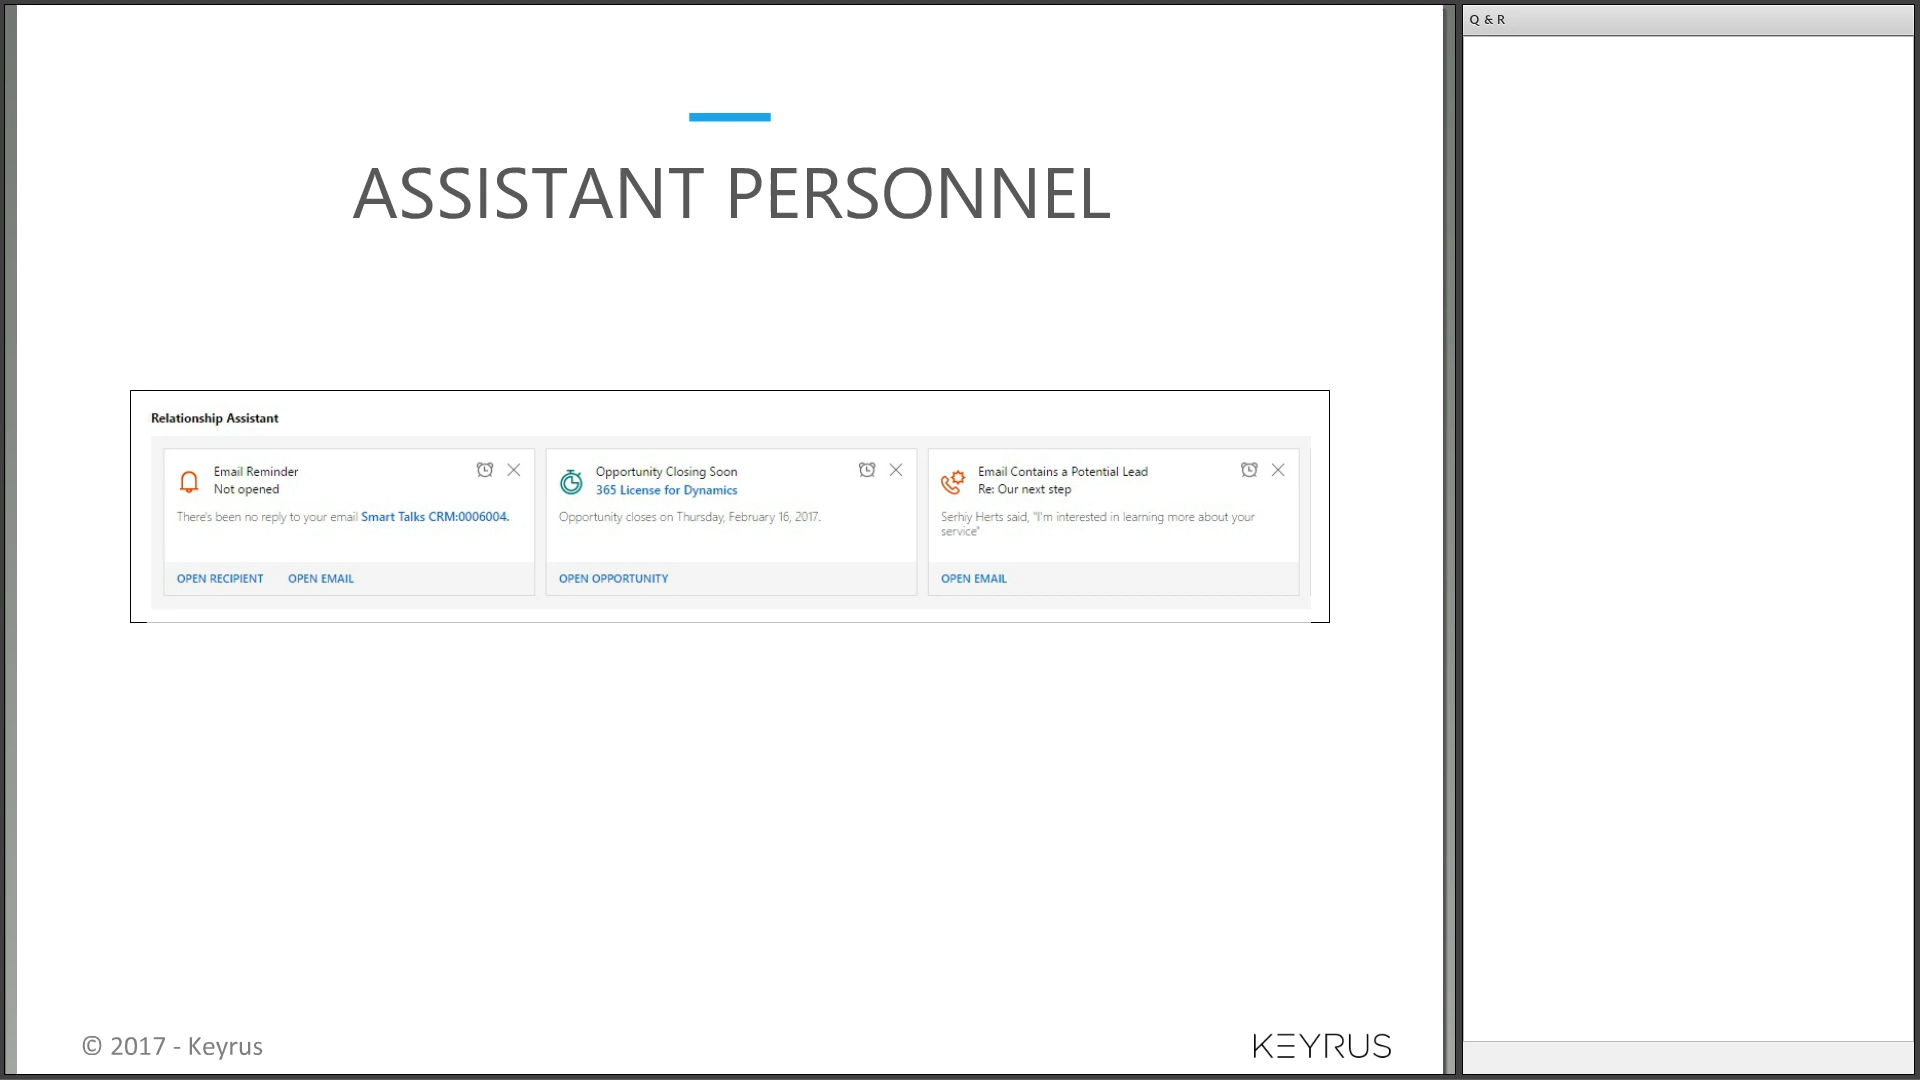 Q & R
ASSISTANT PERSONNEL
Relationship Assistant
Email Reminder
Not opened
There's been no reply to your email Smart Talks CRM:0006004.
OPEN RECIPIENT OPEN EMAIL
Opportunity Closing Soon
365 License for Dynamics
Opportunity closes on Thursday, February 16, 2017.
OPEN OPPORTUNITY
Email Contains a Potential Lead
Re: Our next step
Serhiy Herts said, "I'm interested in learning more about your
service"
OPEN EMAIL
© 2017 - Keyrus
KEYRUS